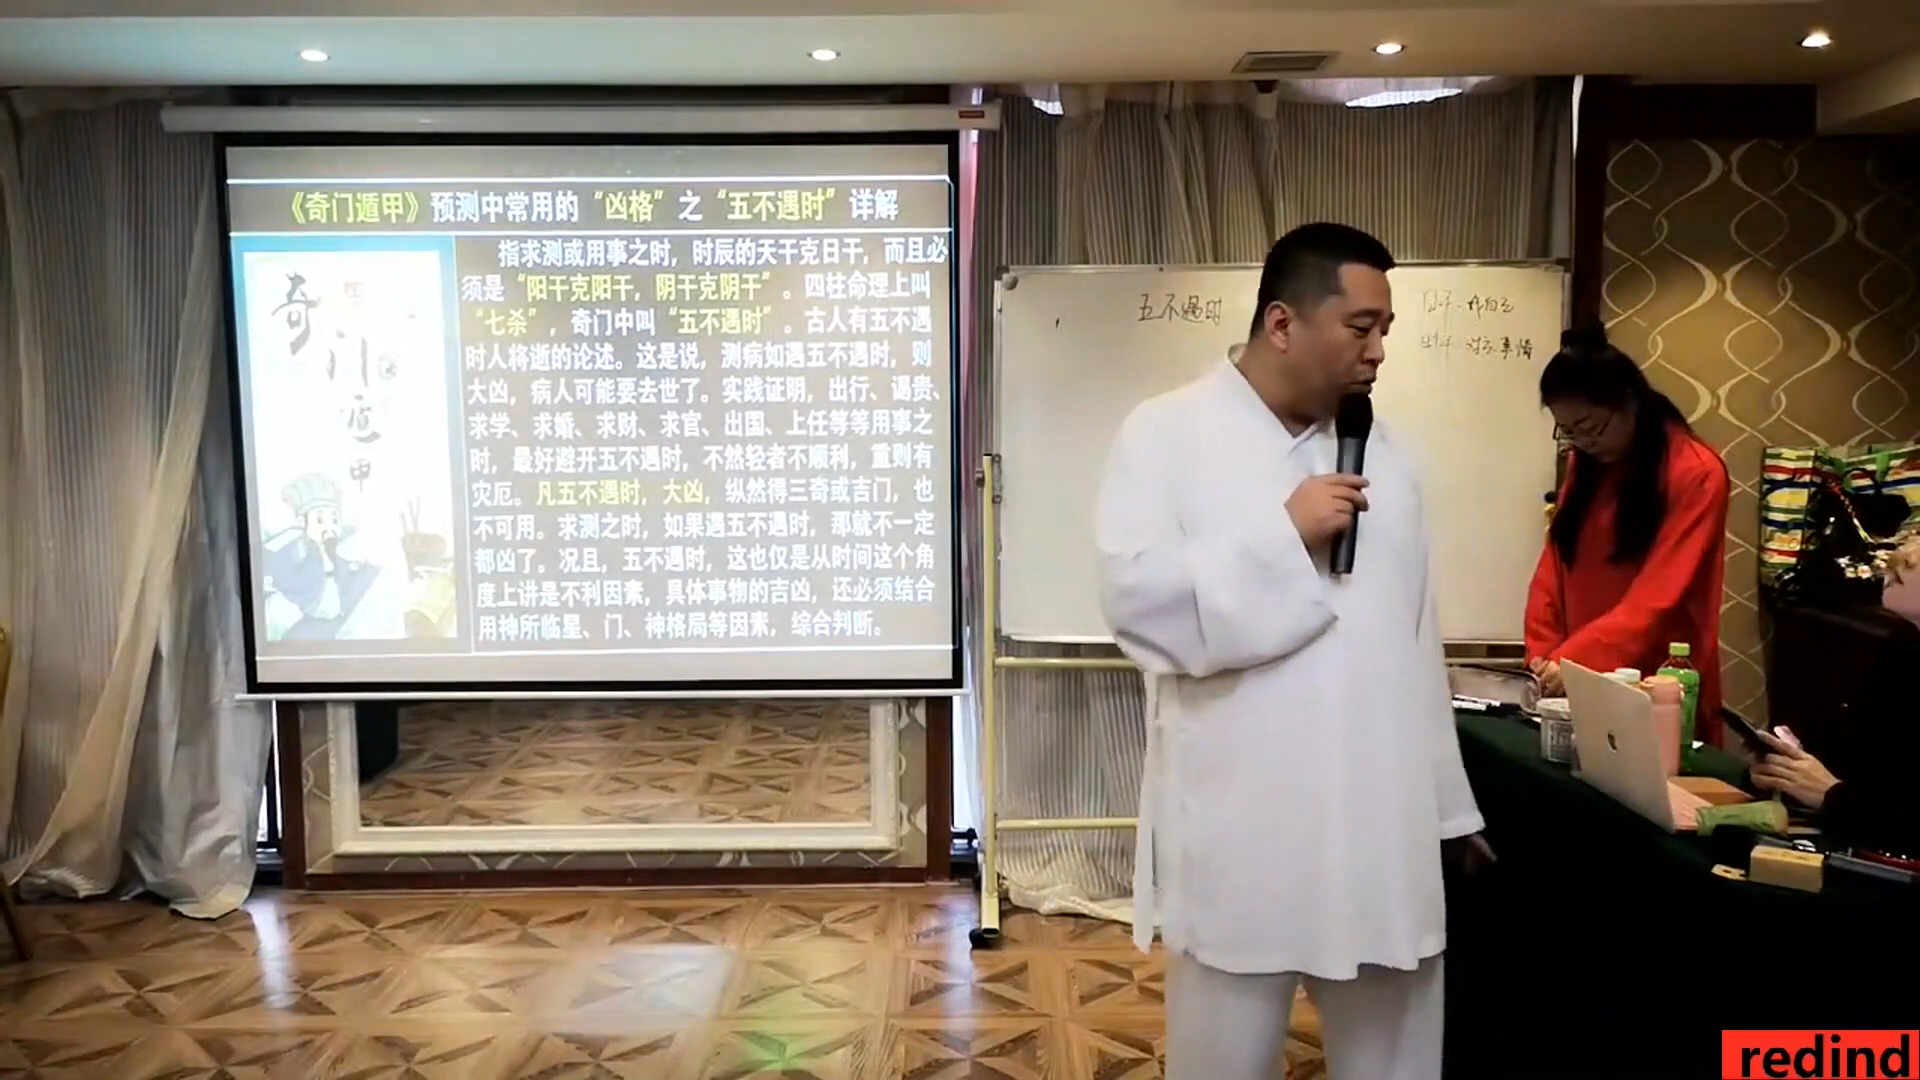 《奇门遁甲》预测中常用的“凶格”之“五不遇时”详解
指求测或用事之时，时辰的天干克日干，而且必
须是“阳干克阳干，阴干克阴干”。四柱命理上叫
“七杀”，奇门中叫“五不遇时”。古人有五不遇
时人将逝的论述。这是说，测病如遇五不遇时，则
大凶，病人可能要去世了。实践证明，出行、谒贵、
求学、求婚、求财、求官、出国、上任等等用事之
时，最好避开五不遇时，不然轻者不顺利，重则有
灾厄。凡五不遇时，大凶，纵然得三奇或吉门，也
不可用。求测之时，如果遇五不遇时，那就不一定
都凶了。况且，五不遇时，这也仅是从时间这个角
度上讲是不利因素，具体事物的吉凶，还必须结合
用神所临星、门、神格局等因素，综合判断。
奇
门
遁
甲
五不遇时
事情
redind